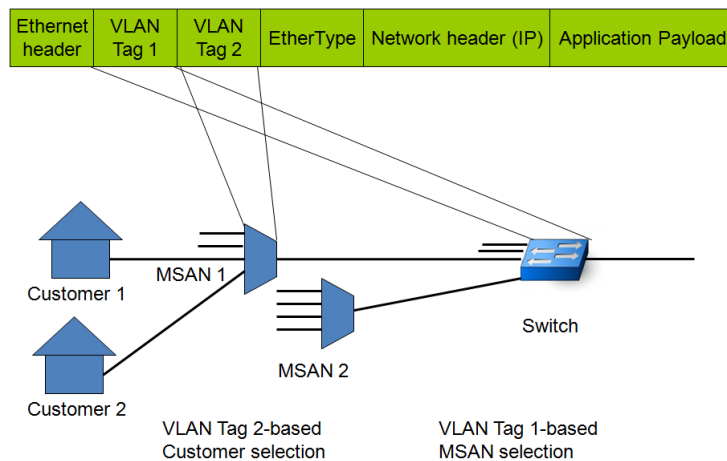 Ethernet header
VLAN Tag 1
VLAN Tag 2
EtherType
Network header (IP)
Application Payload
MSAN 1
Customer 1
Switch
MSAN 2
Customer 2
VLAN Tag 2-based
Customer selection
VLAN Tag 1-based
MSAN selection